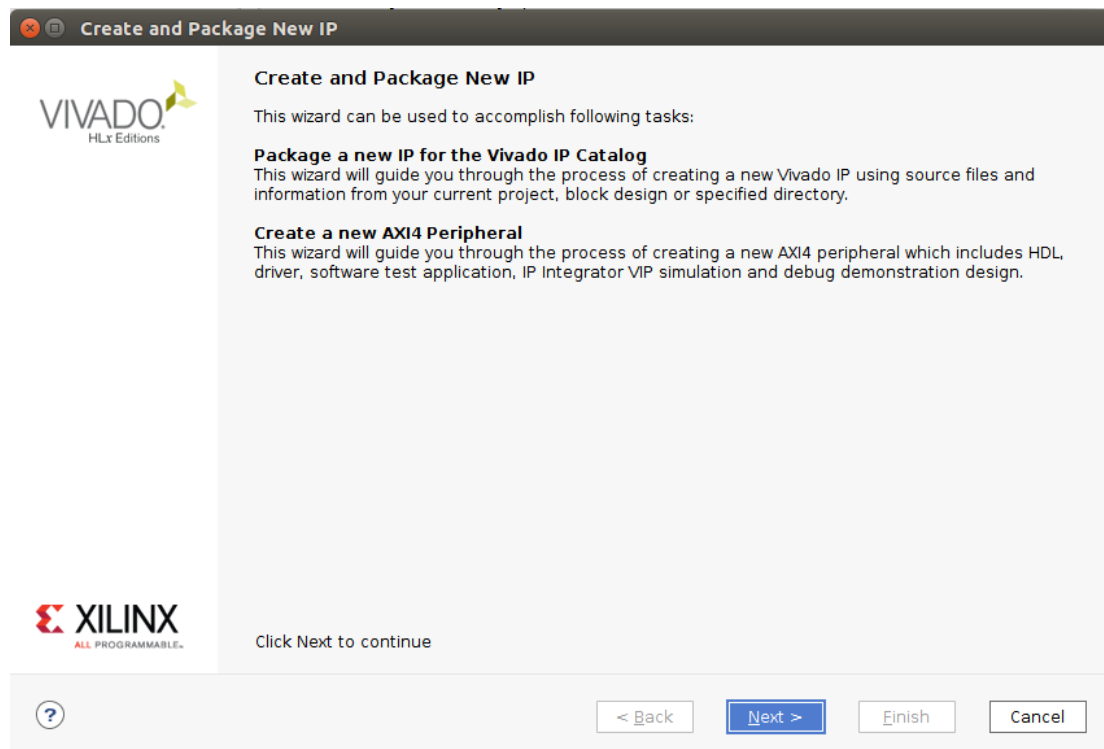 Create and Package New IP
VIVADO.
HLx Editions
Create and Package New IP
This wizard can be used to accomplish following tasks:
Package a new IP for the Vivado IP Catalog
This wizard will guide you through the process of creating a new Vivado IP using source files and
information from your current project, block design or specified directory.
Create a new AXI4 Peripheral
This wizard will guide you through the process of creating a new AXI4 peripheral which includes HDL,
driver, software test application, IP Integrator VIP simulation and debug demonstration design.
XILINX
ALL PROGRAMMABLE™
Click Next to continue
?
< Back
Next >
Finish
Cancel